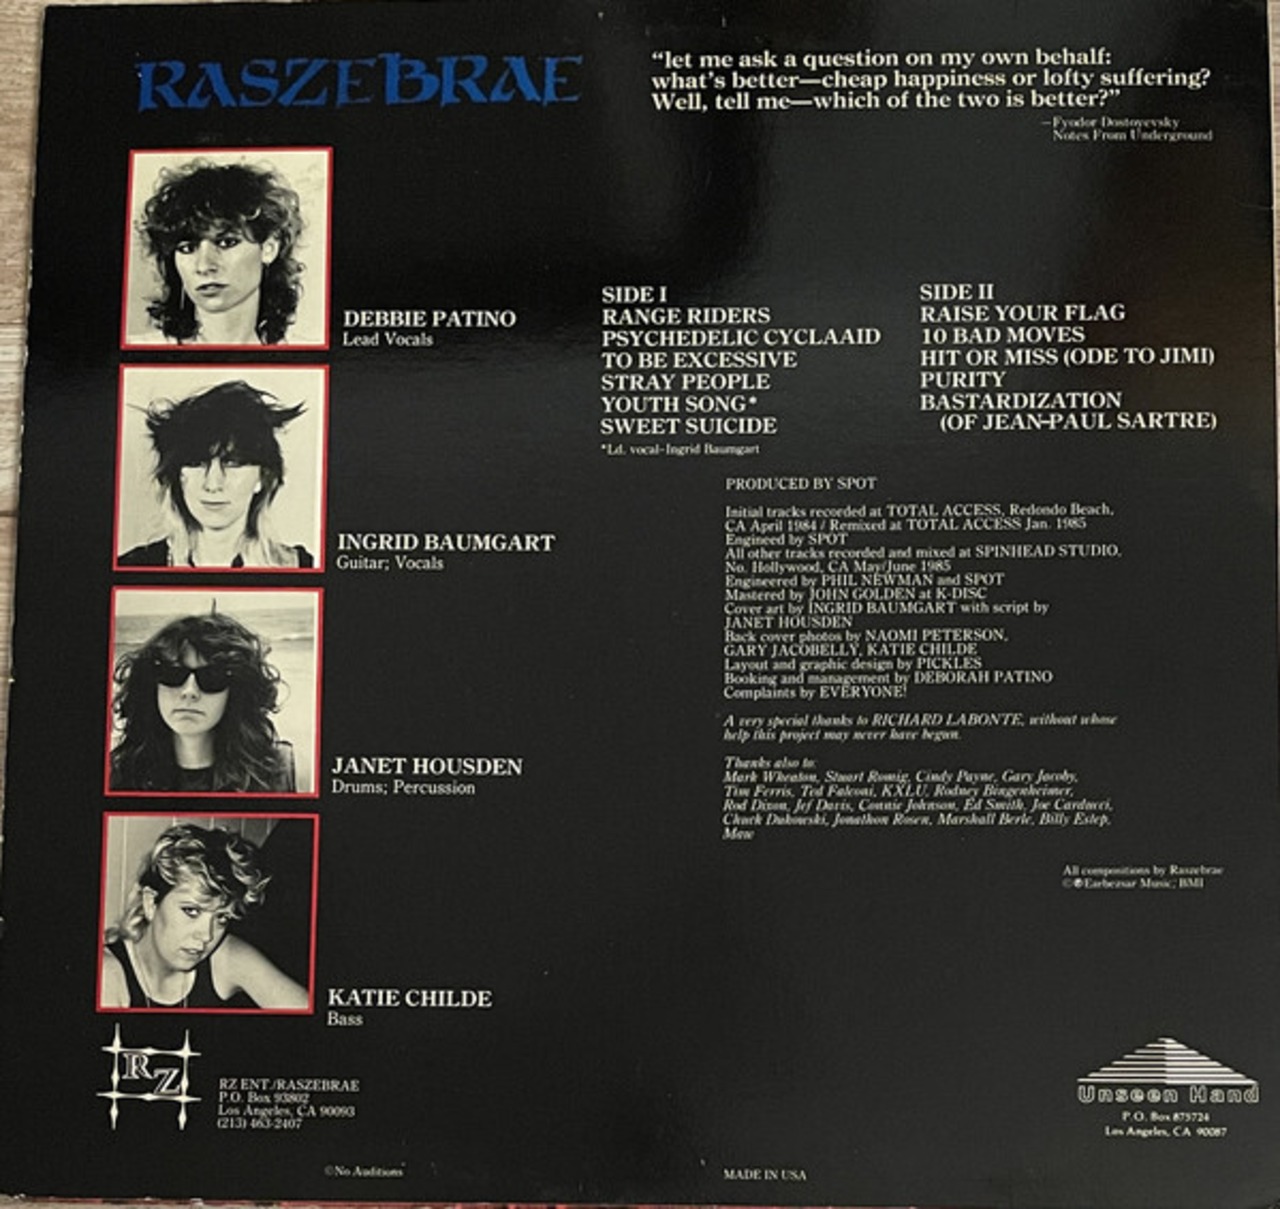 RASZEBRAE
“let me ask a question on my own behalf:
what's better—cheap happiness or lofty suffering?
Well, tell me—which of the two is better?”
—Fyodor Dostoyevsky
Notes From Underground
DEBBIE PATINO
Lead Vocals
INGRID BAUMGART
Guitar; Vocals
JANET HOUSDEN
Drums; Percussion
KATIE CHILDE
Bass
SIDE I
RANGE RIDERS
PSYCHEDELIC CYCLAAID
TO BE EXCESSIVE
STRAY PEOPLE
YOUTH SONG*
SWEET SUICIDE
*Ld. vocal-Ingrid Baumgart
SIDE II
RAISE YOUR FLAG
10 BAD MOVES
HIT OR MISS (ODE TO JIMI)
PURITY
BASTARDIZATION
(OF JEAN-PAUL SARTRE)
PRODUCED BY SPOT
Initial tracks recorded at TOTAL ACCESS, Redondo Beach,
CA April 1984 / Remixed at TOTAL ACCESS Jan. 1985
Engineed by SPOT
All other tracks recorded and mixed at SPINHEAD STUDIO,
No. Hollywood, CA May/June 1985
Engineered by PHIL NEWMAN and SPOT
Mastered by JOHN GOLDEN at K-DISC
Cover art by INGRID BAUMGART with script by
JANET HOUSDEN
Back cover photos by NAOMI PETERSON,
GARY JACOBELLY, KATIE CHILDE
Layout and graphic design by PICKLES
Booking and management by DEBORAH PATINO
Complaints by EVERYONE!
A very special thanks to RICHARD LABONTE, without whose
help this project may never have begun.
Thanks also to:
Mark Wheaton, Stuart Romig, Cindy Payne, Gary Jacoby,
Tim Ferris, Ted Falconi, KXLU, Rodney Bingenheimer,
Rod Dixon, Jef Davis, Connie Johnson, Ed Smith, Joe Carducci,
Chuck Dukowski, Jonathon Rosen, Marshall Berle, Billy Estep,
Maw
All compositions by Raszebrae
©℗Earbezsar Music; BMI
RZ
RZ ENT./RASZEBRAE
P.O. Box 93802
Los Angeles, CA 90093
(213) 463-2407
Unseen Hand
P.O. Box 875724
Los Angeles, CA 90087
©No Auditions
MADE IN USA